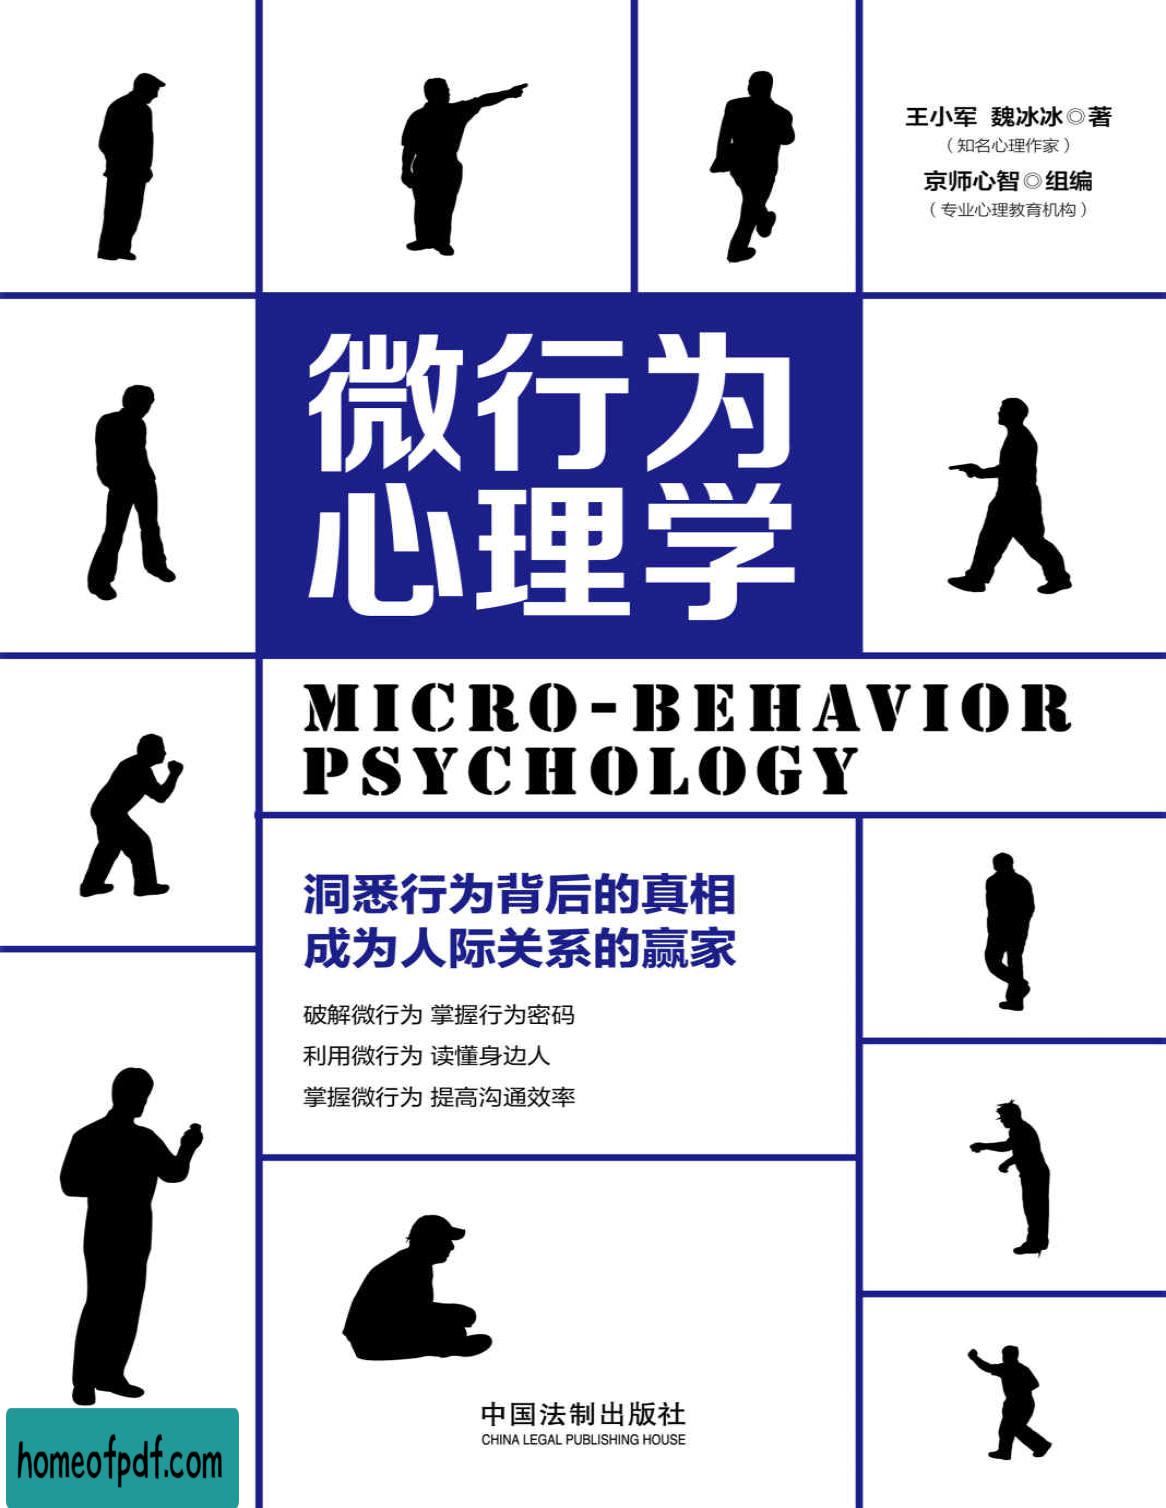 王小军 魏冰冰◎著
（知名心理作家）
京师心智◎组编
（专业心理教育机构）
微行为
心理学
MICRO-BEHAVIOR
PSYCHOLOGY
洞悉行为背后的真相
成为人际关系的赢家
破解微行为 掌握行为密码
利用微行为 读懂身边人
掌握微行为 提高沟通效率
中国法制出版社
CHINA LEGAL PUBLISHING HOUSE
homeofpdf.com